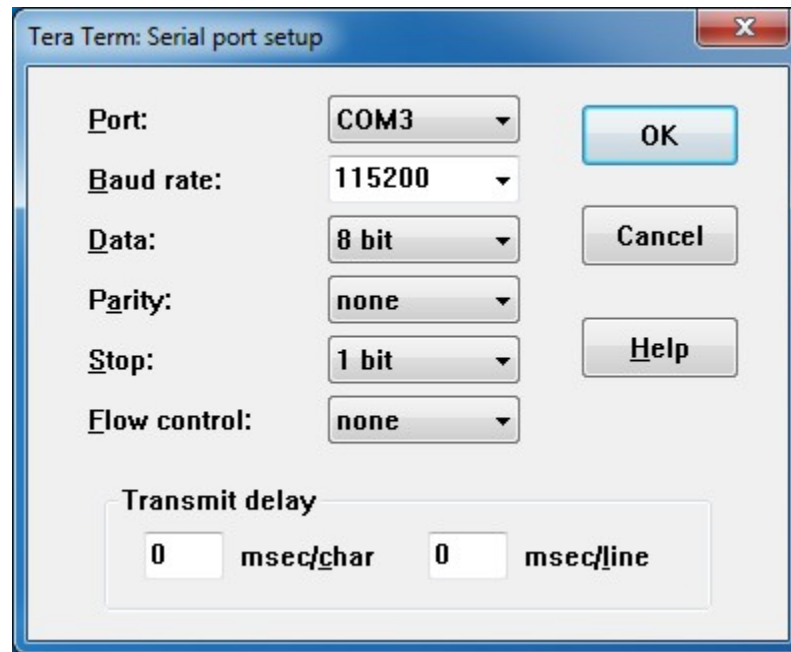 Tera Term: Serial port setup
Port: COM3 OK
Baud rate: 115200
Data: 8 bit Cancel
Parity: none
Stop: 1 bit Help
Flow control: none
Transmit delay
0 msec/char 0 msec/line